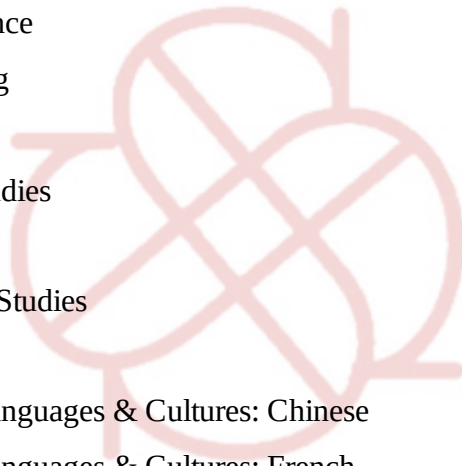 nce
g
dies
Studies
nguages & Cultures: Chinese
nguages & Cultures: French